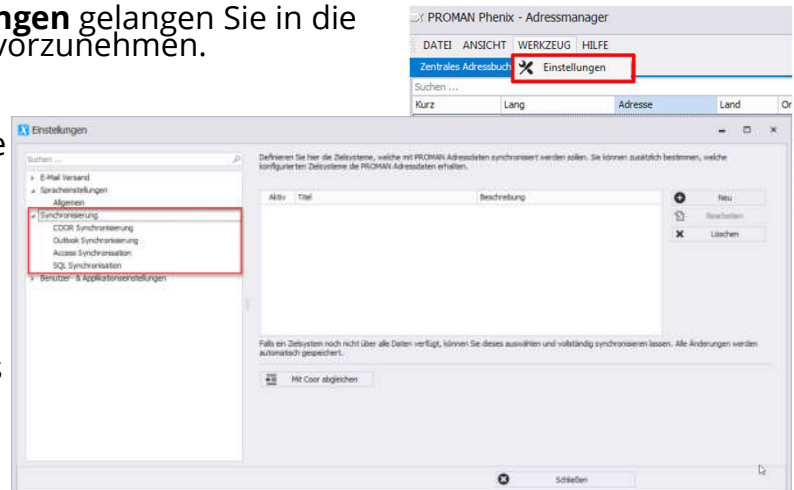 ngen gelangen Sie in die
vorzunehmen.
e
s
PROMAN Phenix - Adressmanager
DATEI ANSICHT WERKZEUG HILFE
Zentrales Adressbuch
Einstellungen
Suchen ...
Kurz Lang Adresse Land Or
Einstellungen
Suchen ...
E-Mail Versand
Spracheinstellungen
Allgemein
Synchronisierung
COOR Synchronisierung
Outlook Synchronisierung
Access Synchronisation
SQL Synchronisation
Benutzer- & Applikationseinstellungen
Definieren Sie hier die Zielsysteme, welche mit PROMAN Adressdaten synchronisiert werden sollen. Sie können zusätzlich bestimmen, welche
konfigurierten Zielsysteme die PROMAN Adressdaten erhalten.
Aktiv Titel Beschreibung
Neu
Bearbeiten
Löschen
Falls ein Zielsystem noch nicht über alle Daten verfügt, können Sie dieses auswählen und vollständig synchronisieren lassen. Alle Änderungen werden
automatisch gespeichert.
Mit Coor abgleichen
Schließen